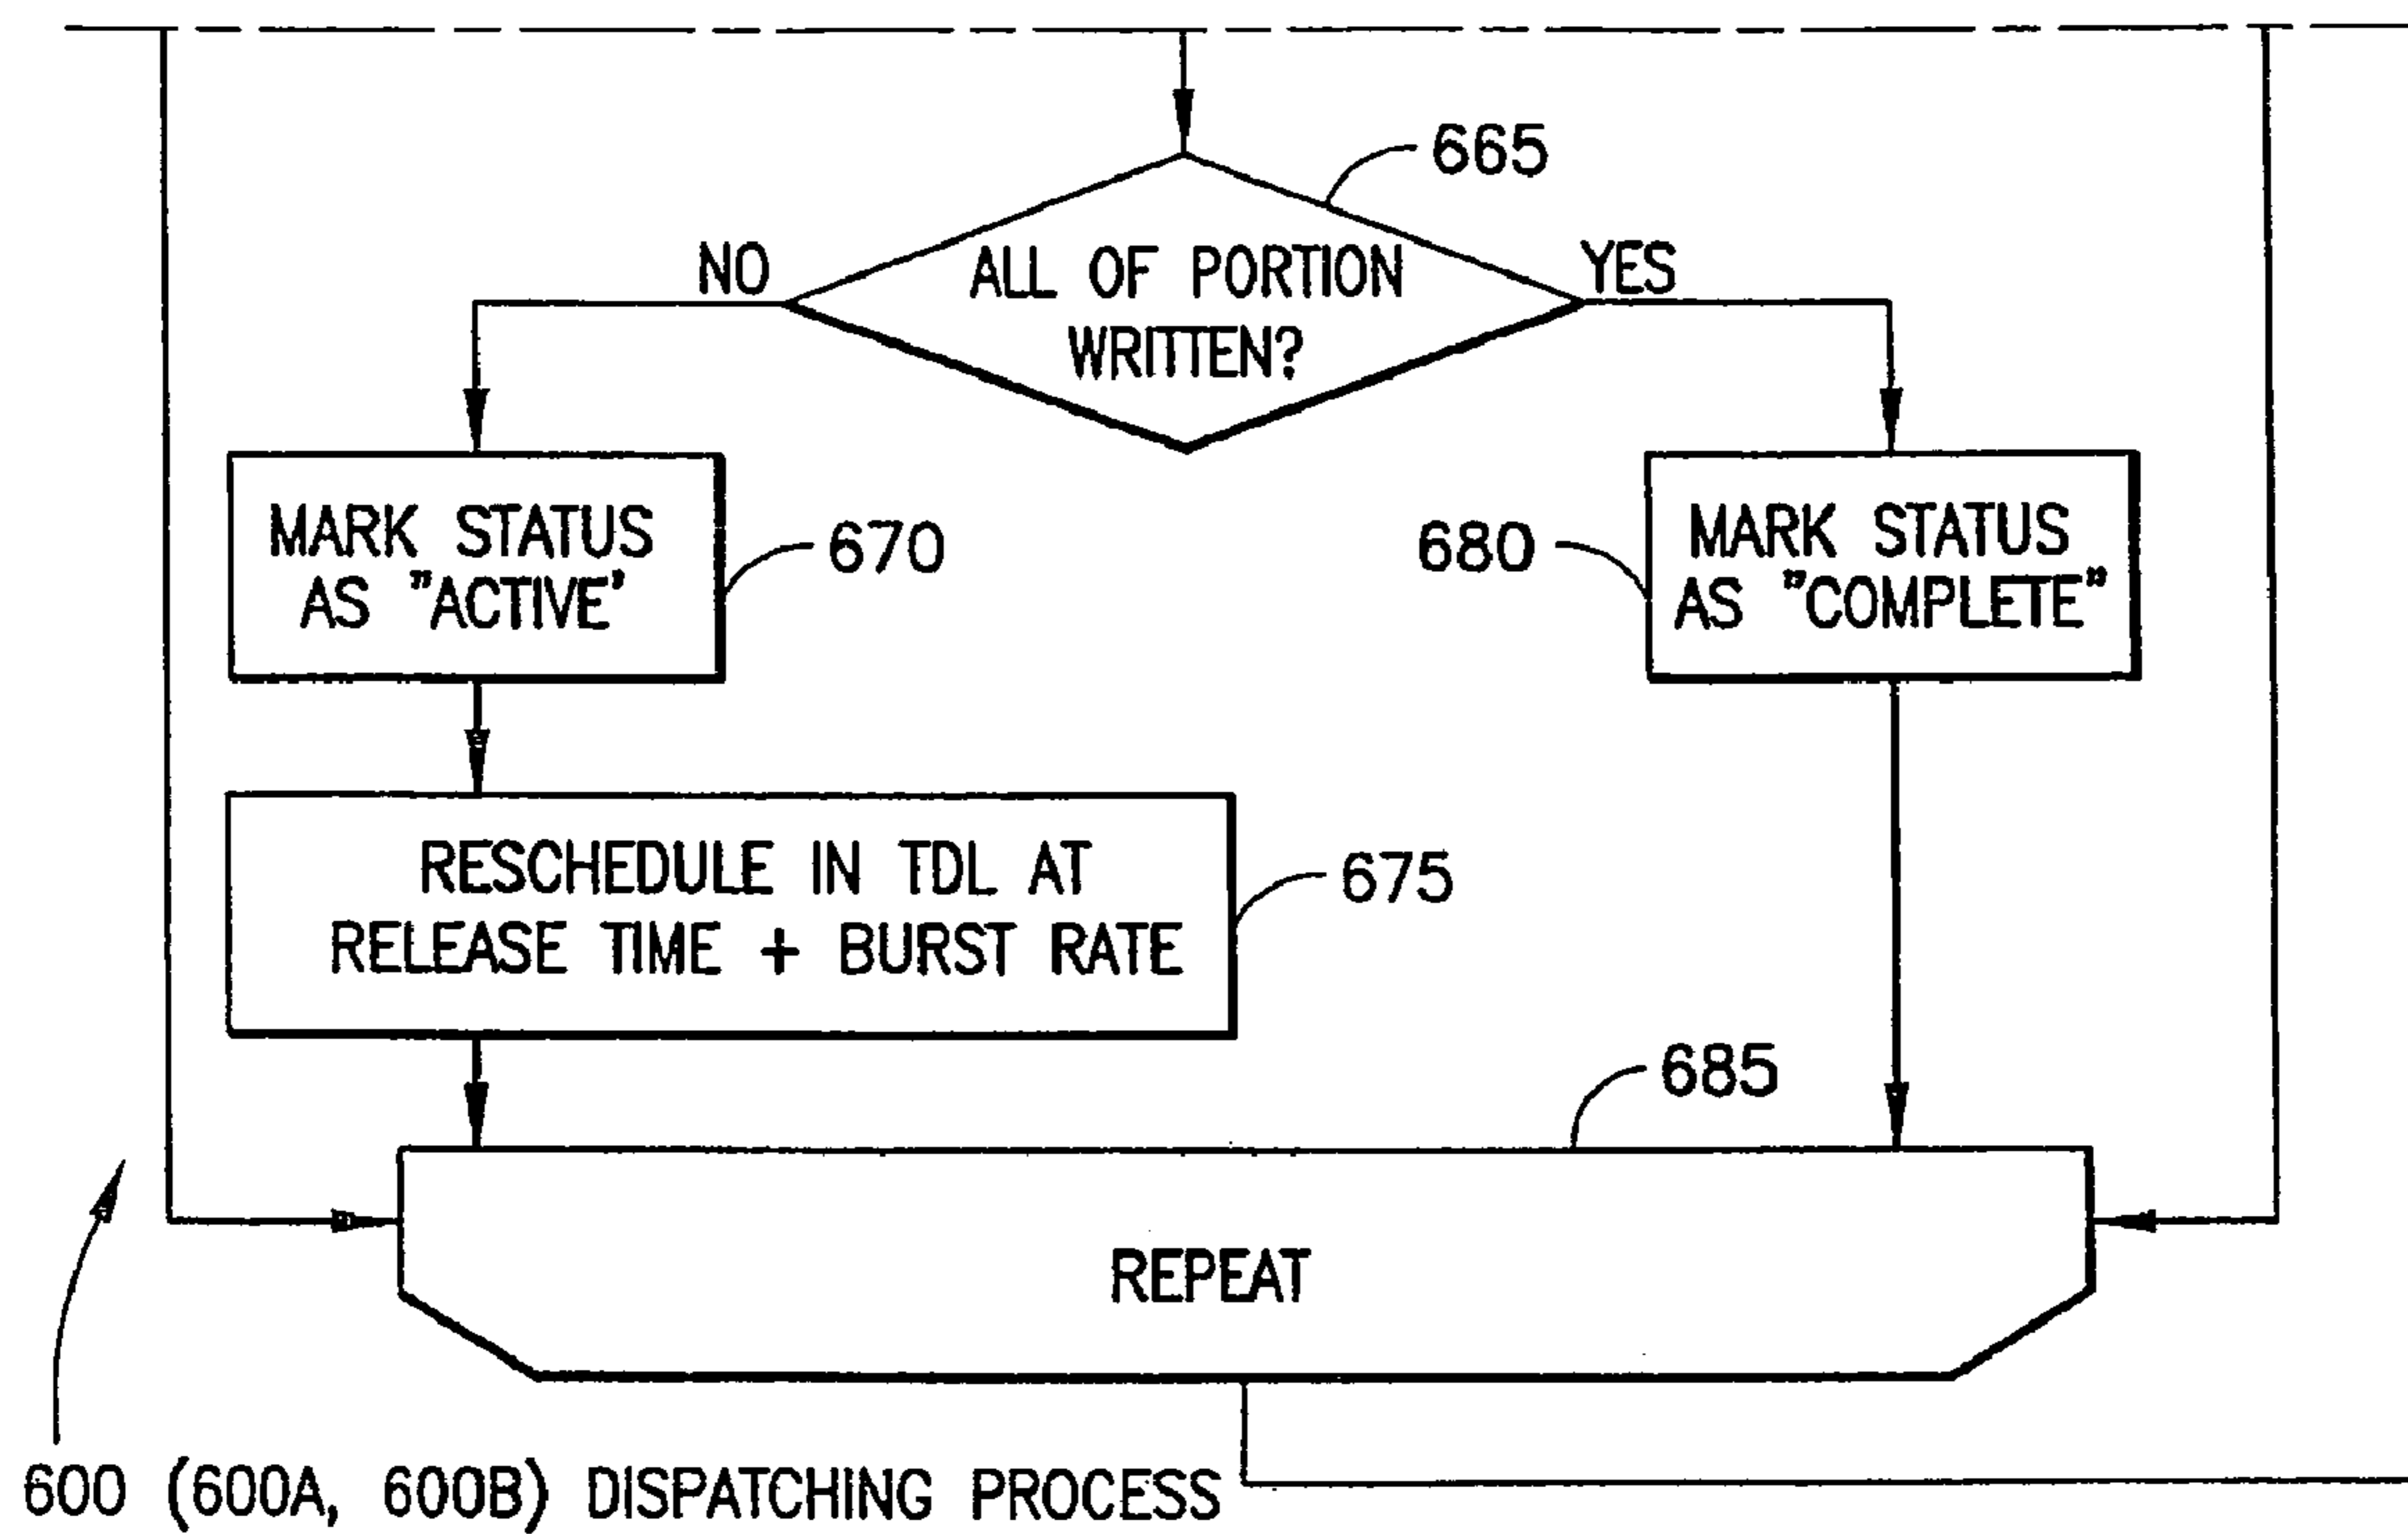 665
NO
ALL OF PORTION
WRITTEN?
YES
MARK STATUS
AS "ACTIVE'
670
680
MARK STATUS
AS "COMPLETE"
RESCHEDULE IN TDL AT
RELEASE TIME + BURST RATE
675
685
REPEAT
600 (600A, 600B) DISPATCHING PROCESS